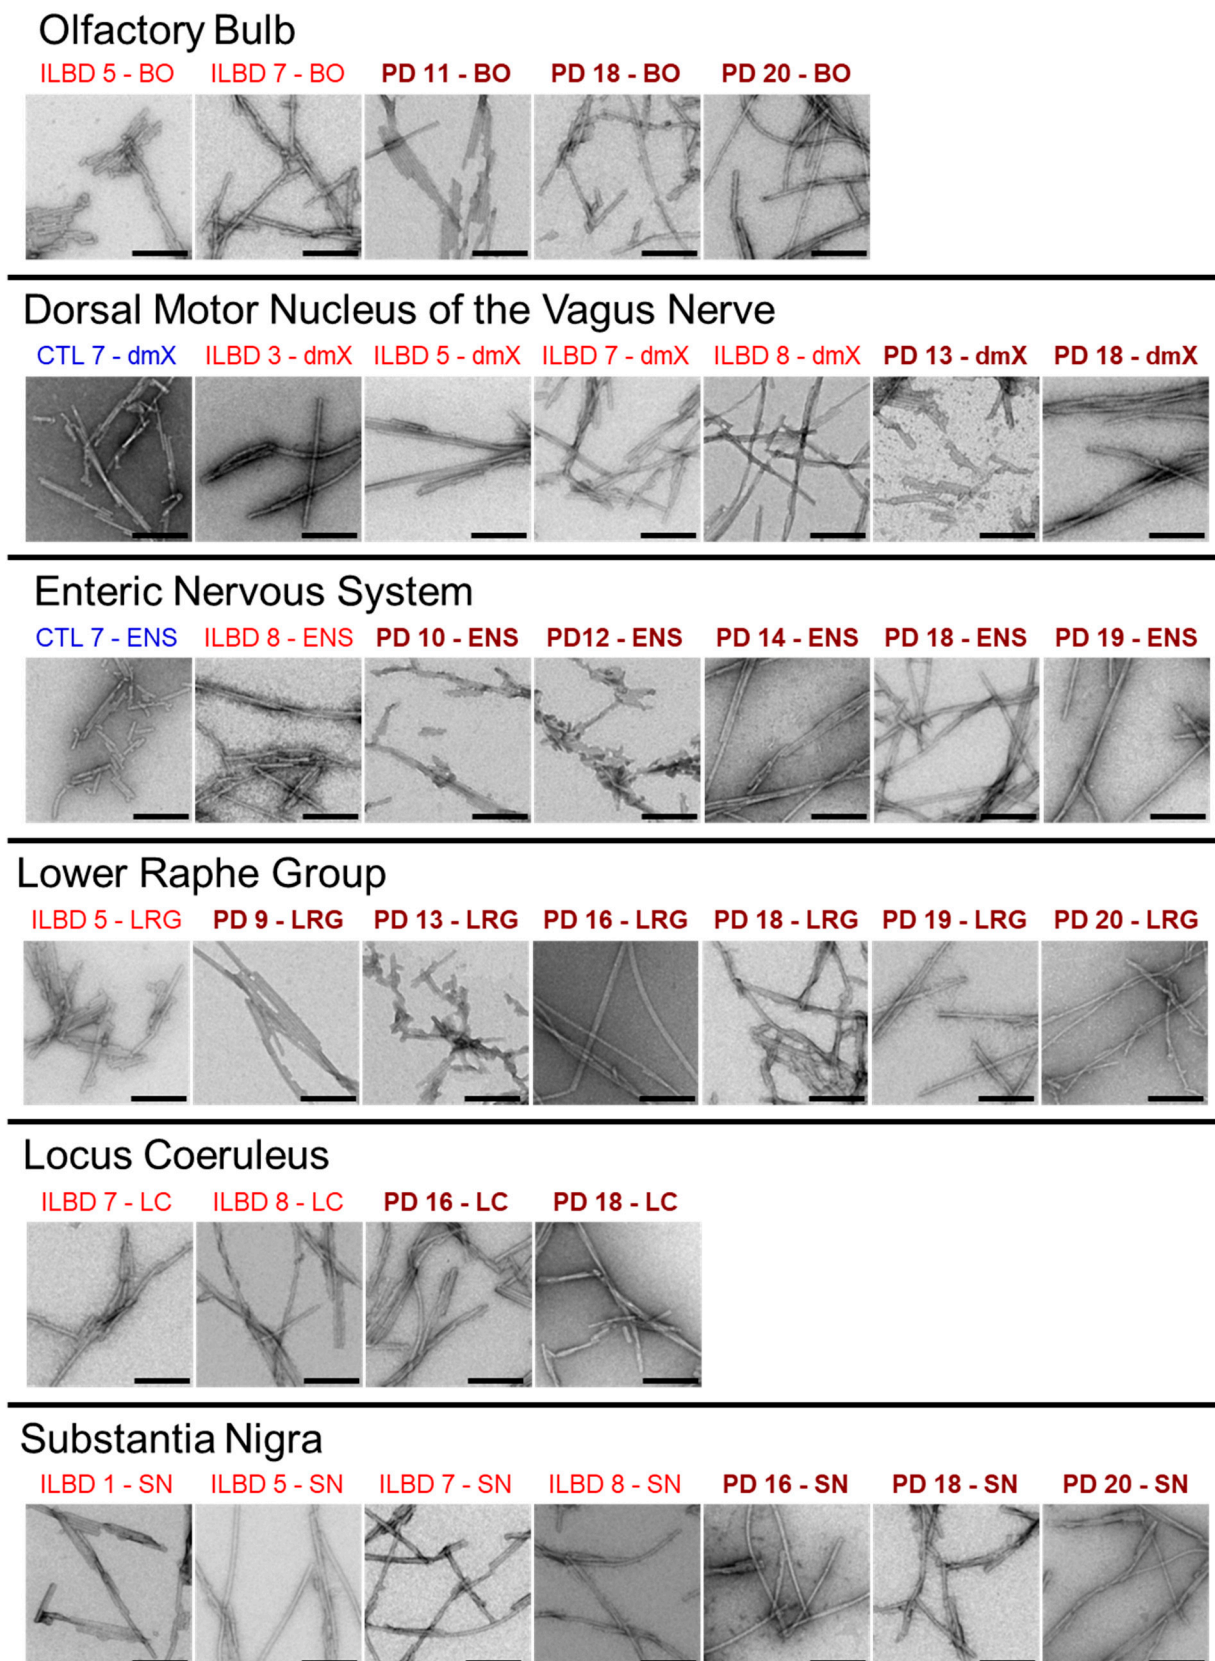 Olfactory Bulb
ILBD 5 - BO ILBD 7 - BO PD 11 - BO PD 18 - BO PD 20 - BO
Dorsal Motor Nucleus of the Vagus Nerve
CTL 7 - dmX ILBD 3 - dmX ILBD 5 - dmX ILBD 7 - dmX ILBD 8 - dmX PD 13 - dmX PD 18 - dmX
Enteric Nervous System
CTL 7 - ENS ILBD 8 - ENS PD 10 - ENS PD12 - ENS PD 14 - ENS PD 18 - ENS PD 19 - ENS
Lower Raphe Group
ILBD 5 - LRG PD 9 - LRG PD 13 - LRG PD 16 - LRG PD 18 - LRG PD 19 - LRG PD 20 - LRG
Locus Coeruleus
ILBD 7 - LC ILBD 8 - LC PD 16 - LC PD 18 - LC
Substantia Nigra
ILBD 1 - SN ILBD 5 - SN ILBD 7 - SN ILBD 8 - SN PD 16 - SN PD 18 - SN PD 20 - SN